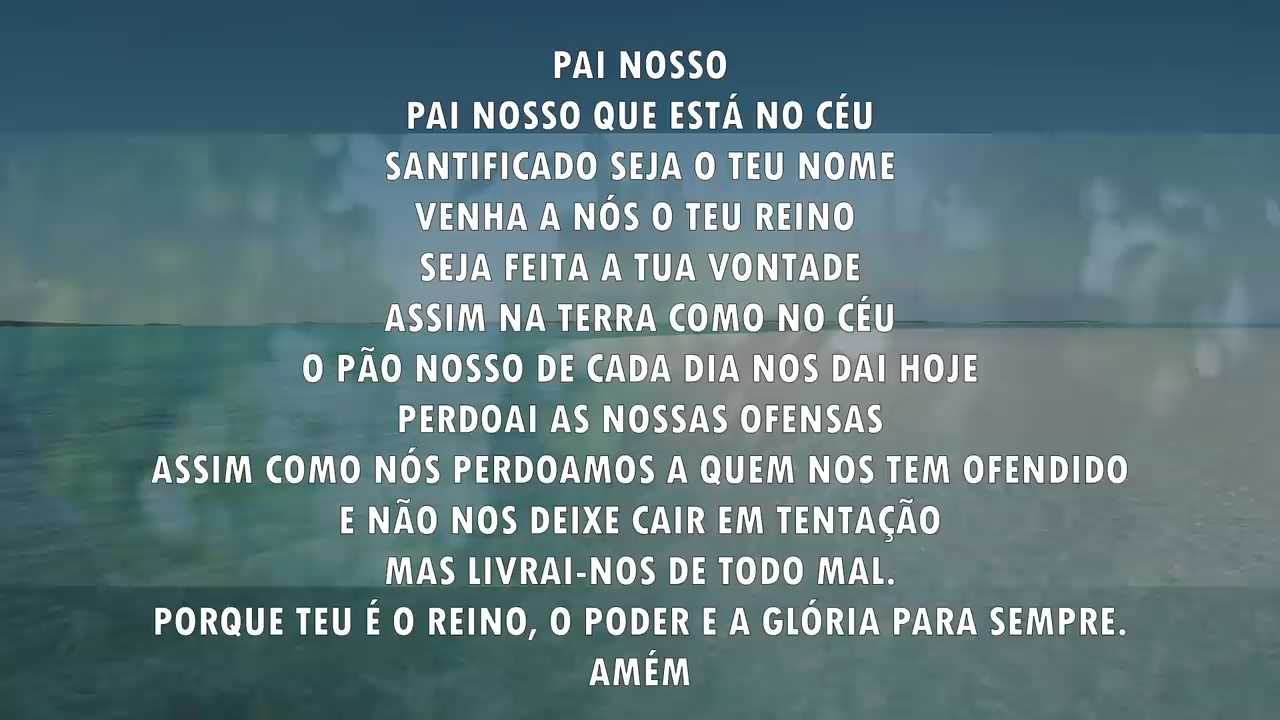 PAI NOSSO
PAI NOSSO QUE ESTÁ NO CÉU
SANTIFICADO SEJA O TEU NOME
VENHA A NÓS O TEU REINO
SEJA FEITA A TUA VONTADE
ASSIM NA TERRA COMO NO CÉU
O PÃO NOSSO DE CADA DIA NOS DAI HOJE
PERDOAI AS NOSSAS OFENSAS
ASSIM COMO NÓS PERDOAMOS A QUEM NOS TEM OFENDIDO
E NÃO NOS DEIXE CAIR EM TENTAÇÃO
MAS LIVRAI-NOS DE TODO MAL.
PORQUE TEU É O REINO, O PODER E A GLÓRIA PARA SEMPRE.
AMÉM